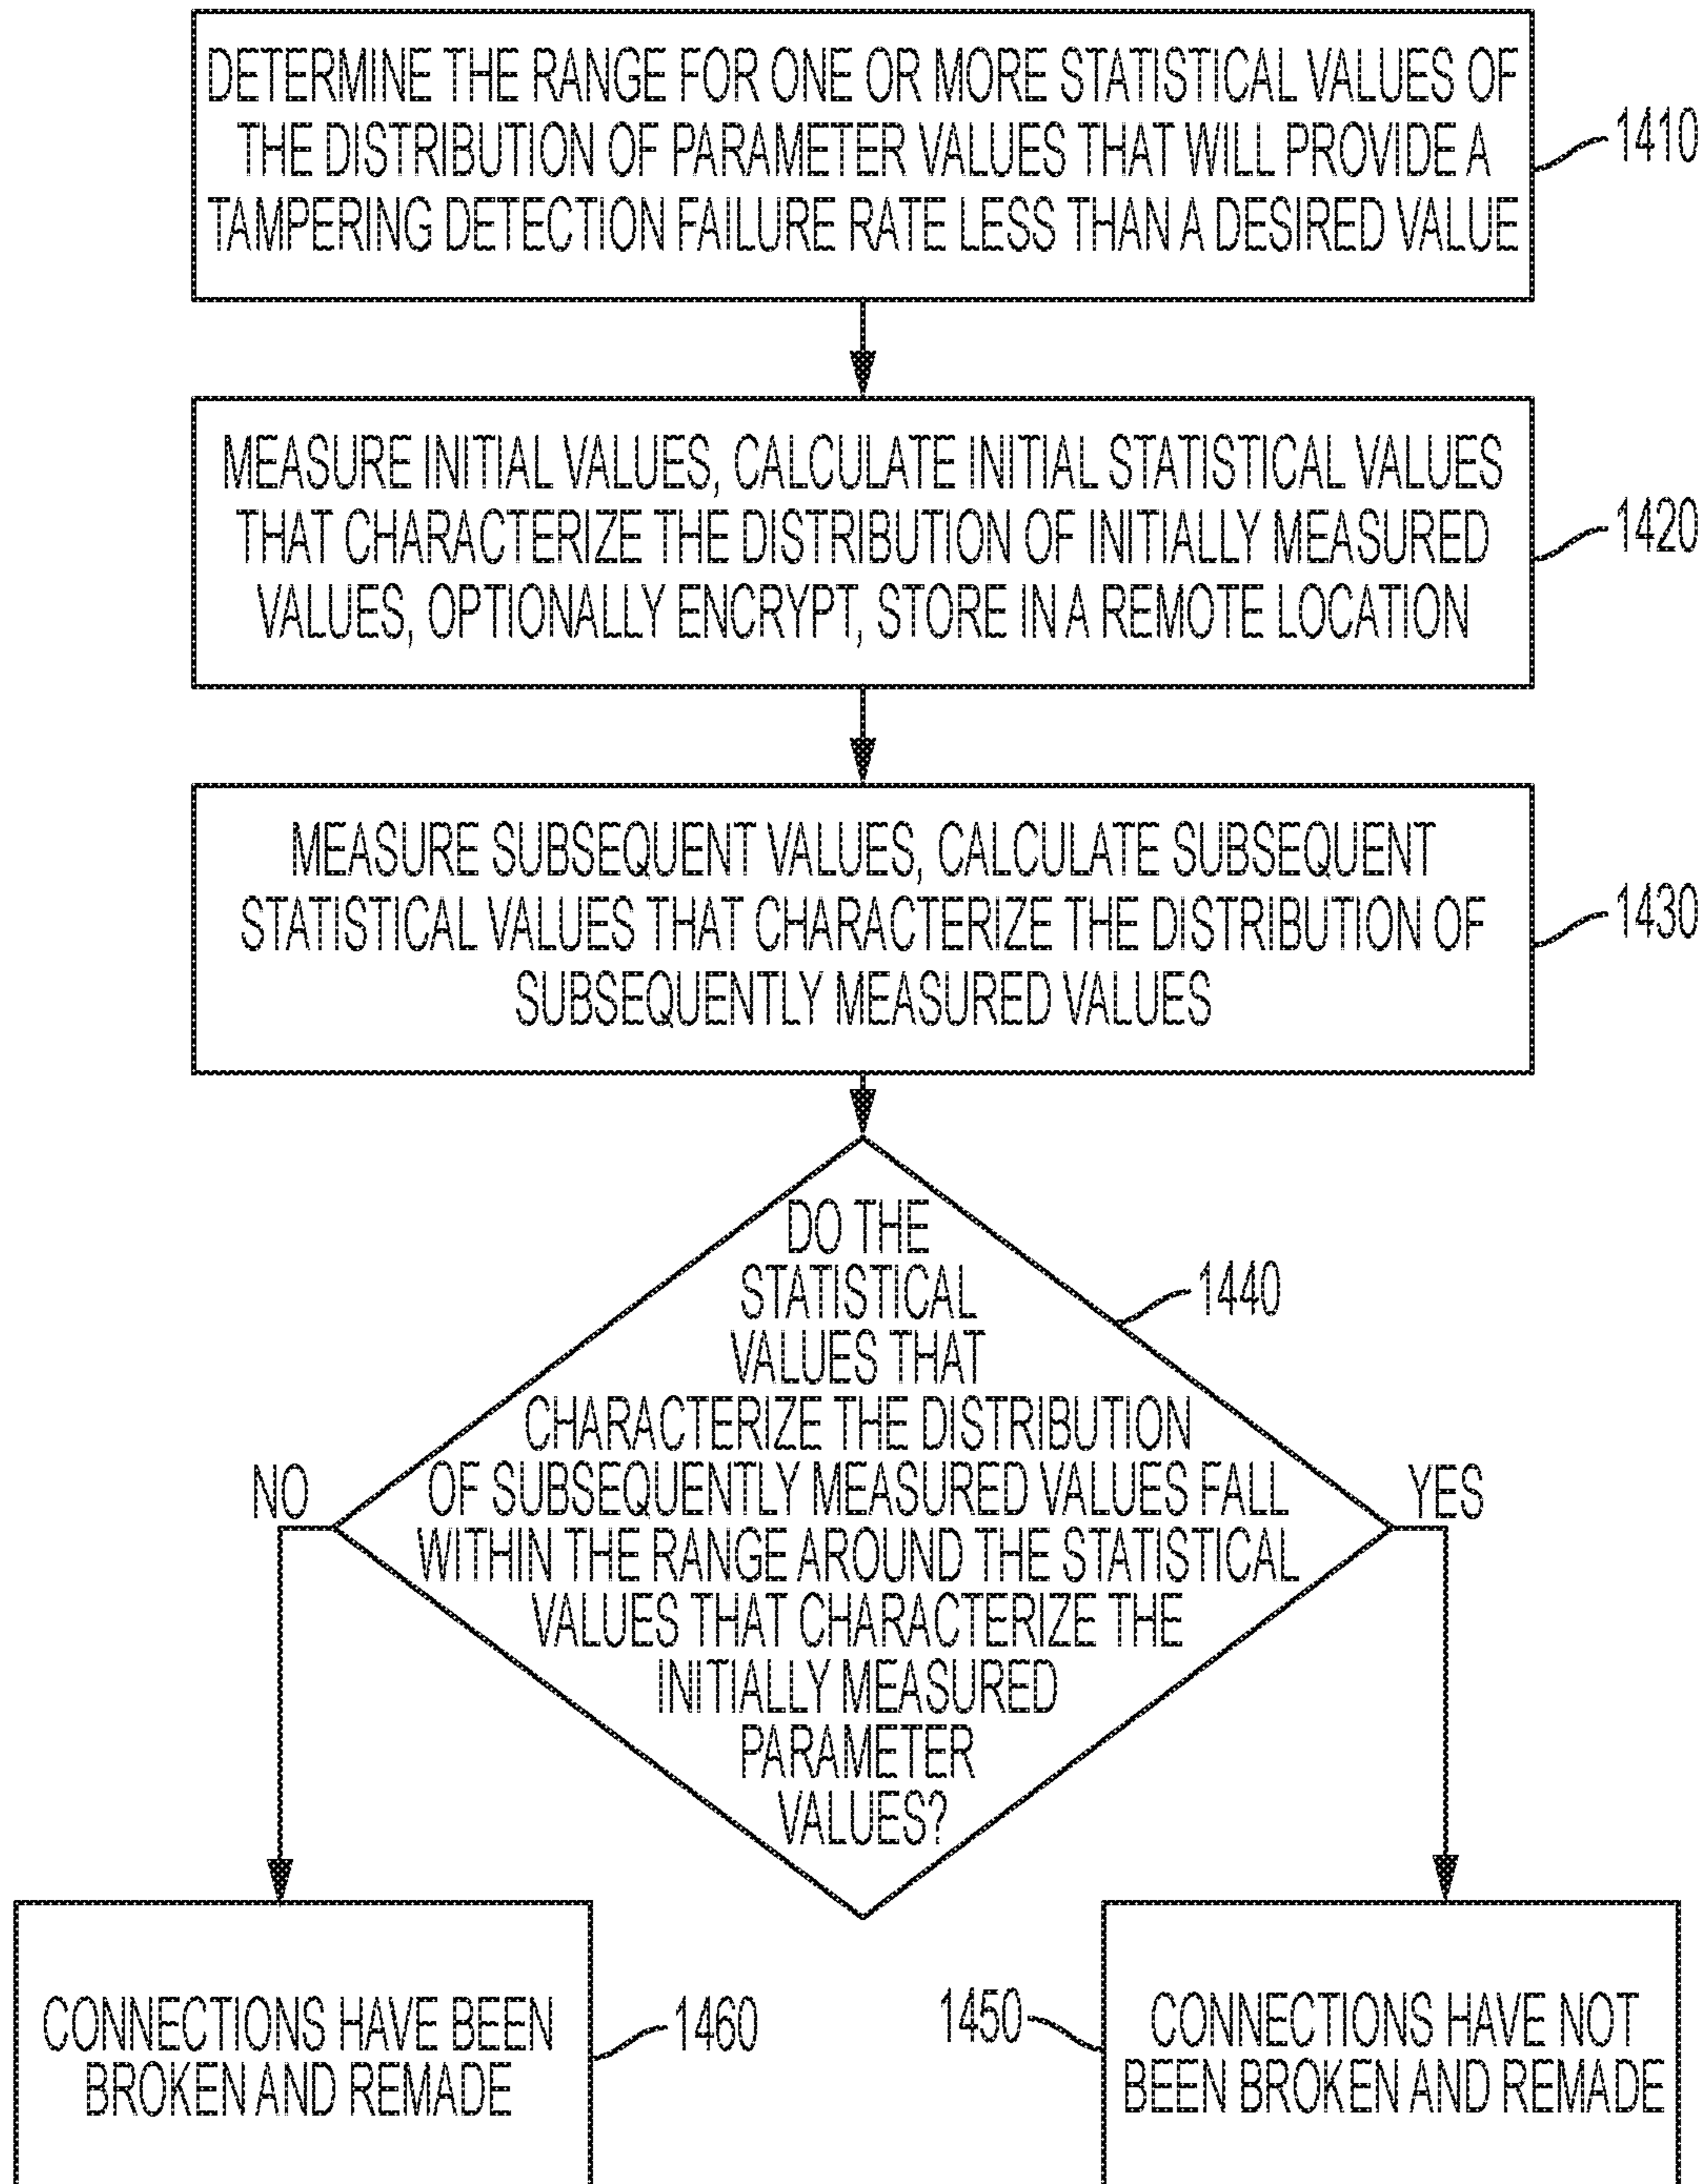 DETERMINE THE RANGE FOR ONE OR MORE STATISTICAL VALUES OF
THE DISTRIBUTION OF PARAMETER VALUES THAT WILL PROVIDE A
TAMPERING DETECTION FAILURE RATE LESS THAN A DESIRED VALUE
1410
MEASURE INITIAL VALUES, CALCULATE INITIAL STATISTICAL VALUES
THAT CHARACTERIZE THE DISTRIBUTION OF INITIALLY MEASURED
VALUES, OPTIONALLY ENCRYPT, STORE IN A REMOTE LOCATION
1420
MEASURE SUBSEQUENT VALUES, CALCULATE SUBSEQUENT
STATISTICAL VALUES THAT CHARACTERIZE THE DISTRIBUTION OF
SUBSEQUENTLY MEASURED VALUES
1430
DO THE
STATISTICAL
VALUES THAT
CHARACTERIZE THE DISTRIBUTION
OF SUBSEQUENTLY MEASURED VALUES FALL
WITHIN THE RANGE AROUND THE STATISTICAL
VALUES THAT CHARACTERIZE THE
INITIALLY MEASURED
PARAMETER
VALUES?
1440
NO
YES
CONNECTIONS HAVE BEEN
BROKEN AND REMADE
1460
1450
CONNECTIONS HAVE NOT
BEEN BROKEN AND REMADE